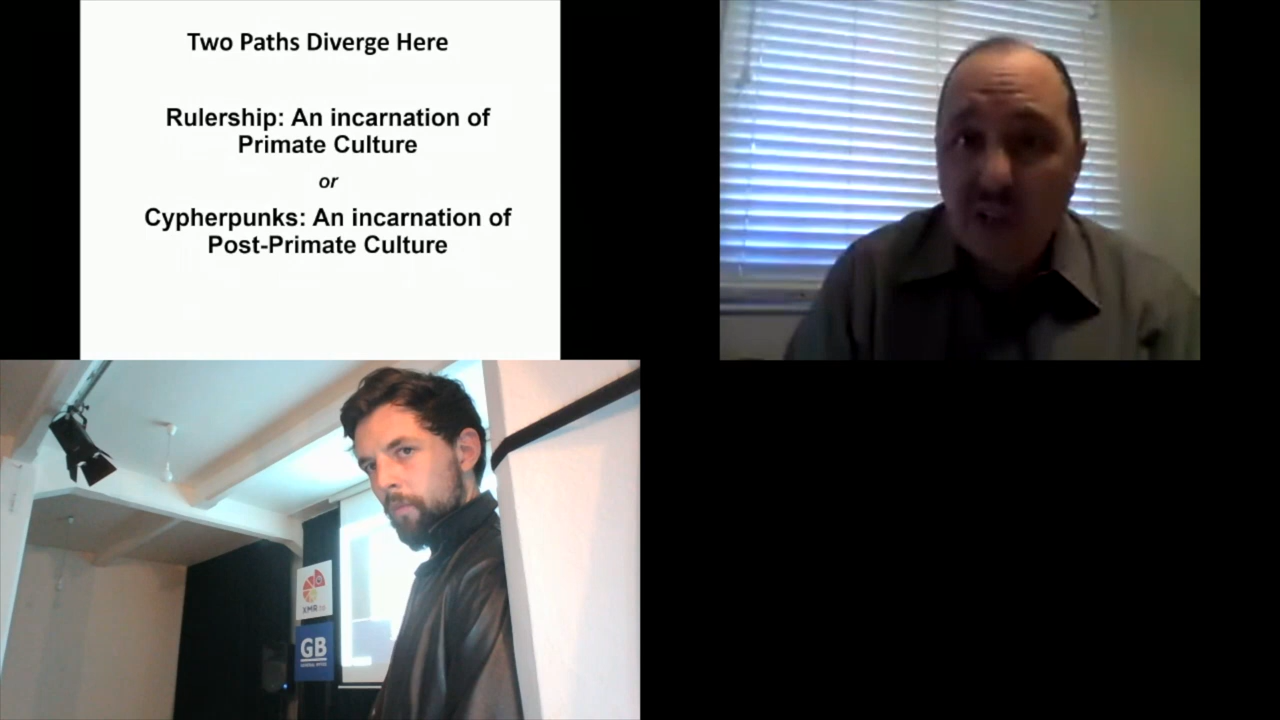 Two Paths Diverge Here
Rulership: An incarnation of
Primate Culture
or
Cypherpunks: An incarnation of
Post-Primate Culture
XMR
GB